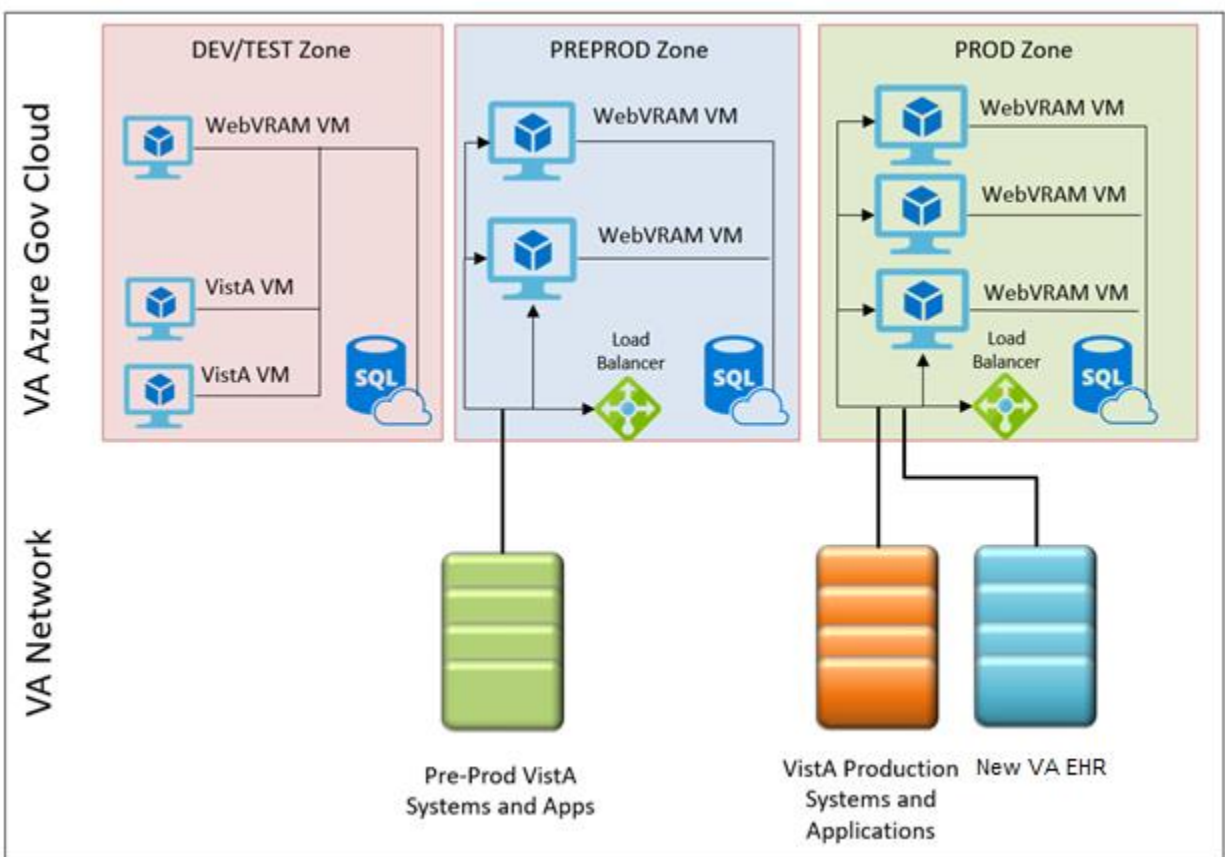 VA Azure Gov Cloud
DEV/TEST Zone
WebVRAM VM
VistA VM
VistA VM
SQL
PREPROD Zone
WebVRAM VM
WebVRAM VM
Load
Balancer
SQL
PROD Zone
WebVRAM VM
WebVRAM VM
WebVRAM VM
Load
Balancer
SQL
VA Network
Pre-Prod VistA
Systems and Apps
VistA Production
Systems and
Applications
New VA EHR